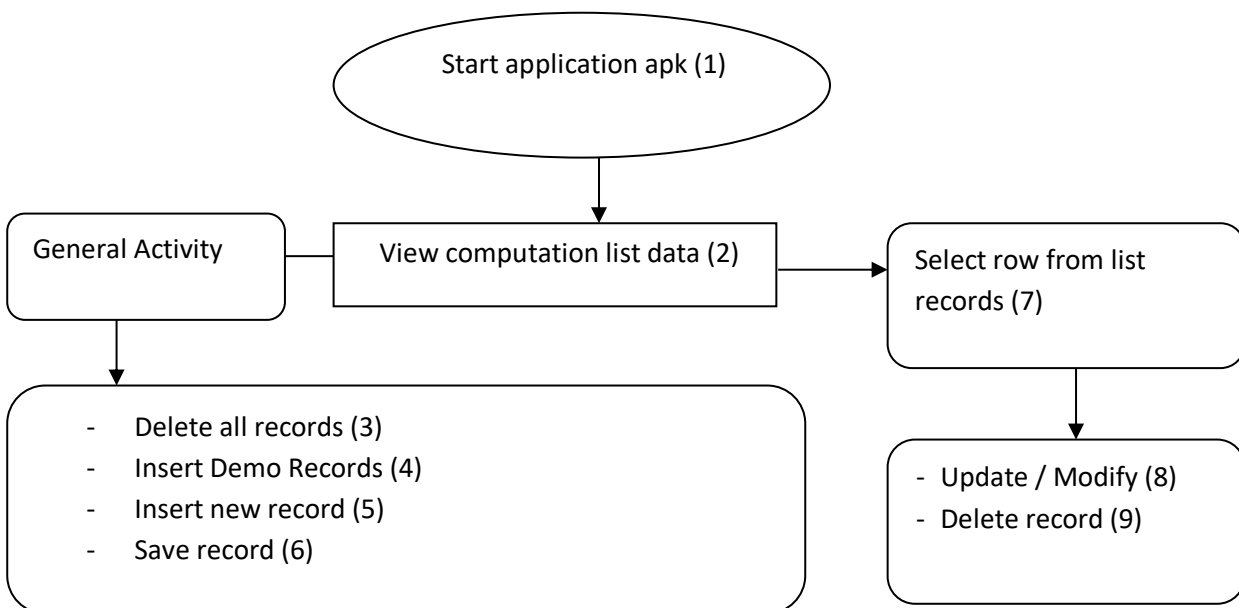 Start application apk (1)
General Activity
View computation list data (2)
Select row from list
records (7)
- Delete all records (3)
- Insert Demo Records (4)
- Insert new record (5)
- Save record (6)
- Update / Modify (8)
- Delete record (9)